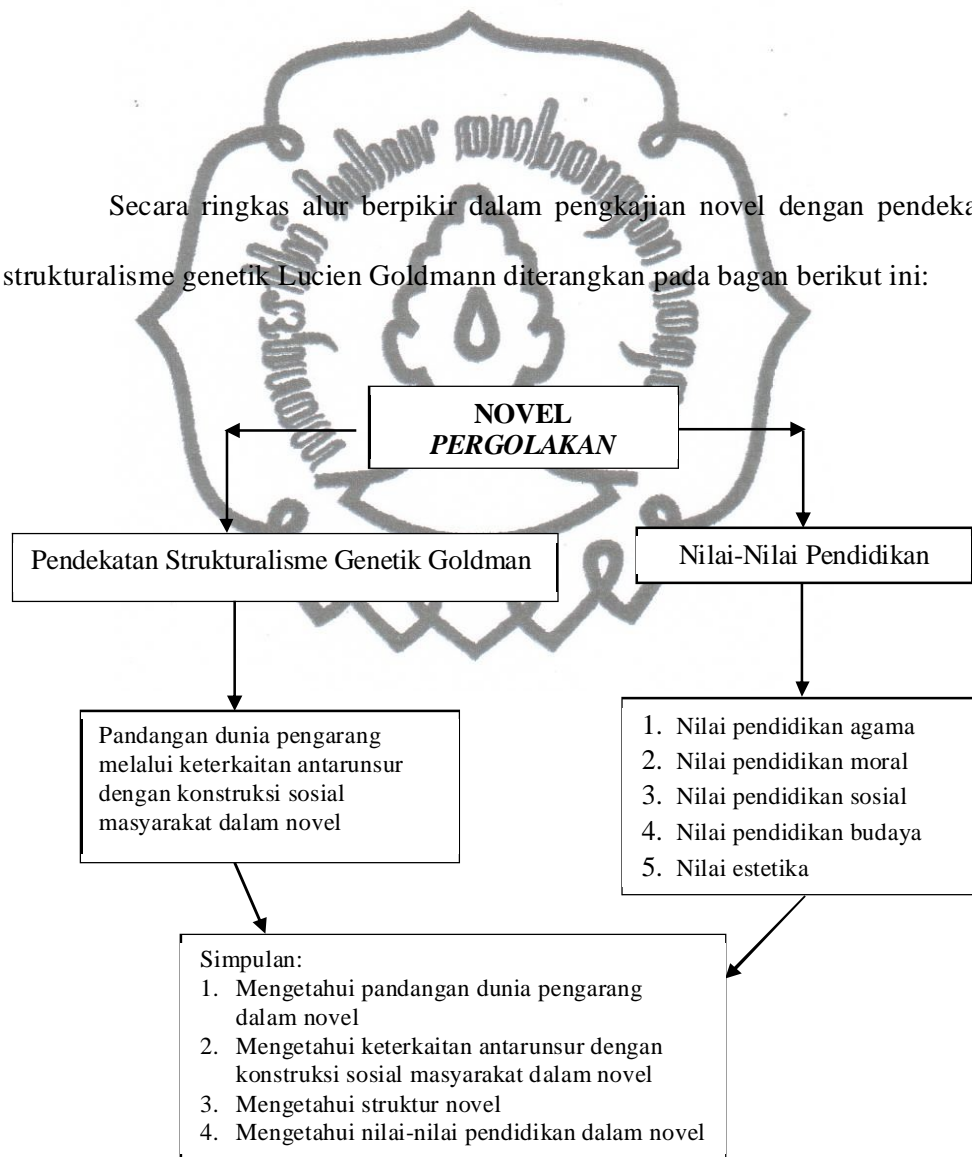 Secara ringkas alur berpikir dalam pengkajian novel dengan pendeka
strukturalisme genetik Lucien Goldmann diterangkan pada bagan berikut ini:
NOVEL
PERGOLAKAN
Pendekatan Strukturalisme Genetik Goldman
Nilai-Nilai Pendidikan
Pandangan dunia pengarang
melalui keterkaitan antarunsur
dengan konstruksi sosial
masyarakat dalam novel
1. Nilai pendidikan agama
2. Nilai pendidikan moral
3. Nilai pendidikan sosial
4. Nilai pendidikan budaya
5. Nilai estetika
Simpulan:
1. Mengetahui pandangan dunia pengarang
dalam novel
2. Mengetahui keterkaitan antarunsur dengan
konstruksi sosial masyarakat dalam novel
3. Mengetahui struktur novel
4. Mengetahui nilai-nilai pendidikan dalam novel